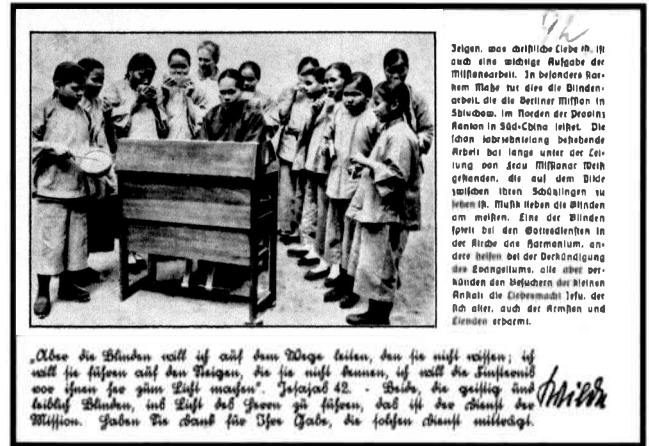 Zeigen, was christliche Liebe ist, ist
auch eine wichtige Aufgabe der
Missionsarbeit. In besonders star-
kem Maße tut dies die Blinden-
arbeit, die die Berliner Mission in
Shiuchow, im Norden der Provinz
Kanton in Süd-China leistet. Die
schon jahrzehntelang bestehende
Arbeit hat lange unter der Lei-
tung von Frau Missionar Weiß
gestanden, die auf dem Bilde
zwischen ihren Schützlingen zu
sehen ist. Musik lieben die Blinden
am meisten. Eine der Blinden
spielt bei den Gottesdiensten in
der Kirche das Harmonium, an-
dere helfen bei der Verkündigung
des Evangeliums, alle aber ver-
künden den Besuchern der kleinen
Anstalt die Liebesmacht Jesu, der
sich aller, auch der Ärmsten und
Elenden erbarmt.
„Aber die Blinden will ich auf dem Wege leiten, den sie nicht wissen; ich
will sie führen auf den Steigen, die sie nicht kennen, ich will die Finsternis
vor ihnen her zum Licht machen". Jesajas 42. - Beide, die geistig und
leiblich Blinden, ins Licht des Herrn zu führen, das ist der Dienst der
Mission. Haben Sie Dank für Ihre Gabe, die solchen Dienst mitträgt.
Wilde